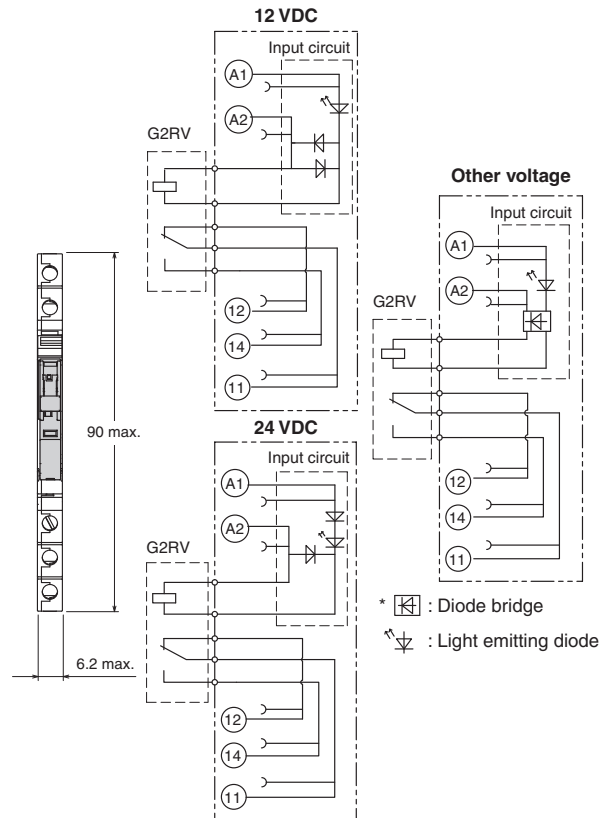 12 VDC
Input circuit
A1
A2
G2RV
12
14
11
Other voltage
Input circuit
A1
A2
G2RV
12
14
11
90 max.
6.2 max.
24 VDC
Input circuit
A1
A2
G2RV
12
14
11
* : Diode bridge
: Light emitting diode